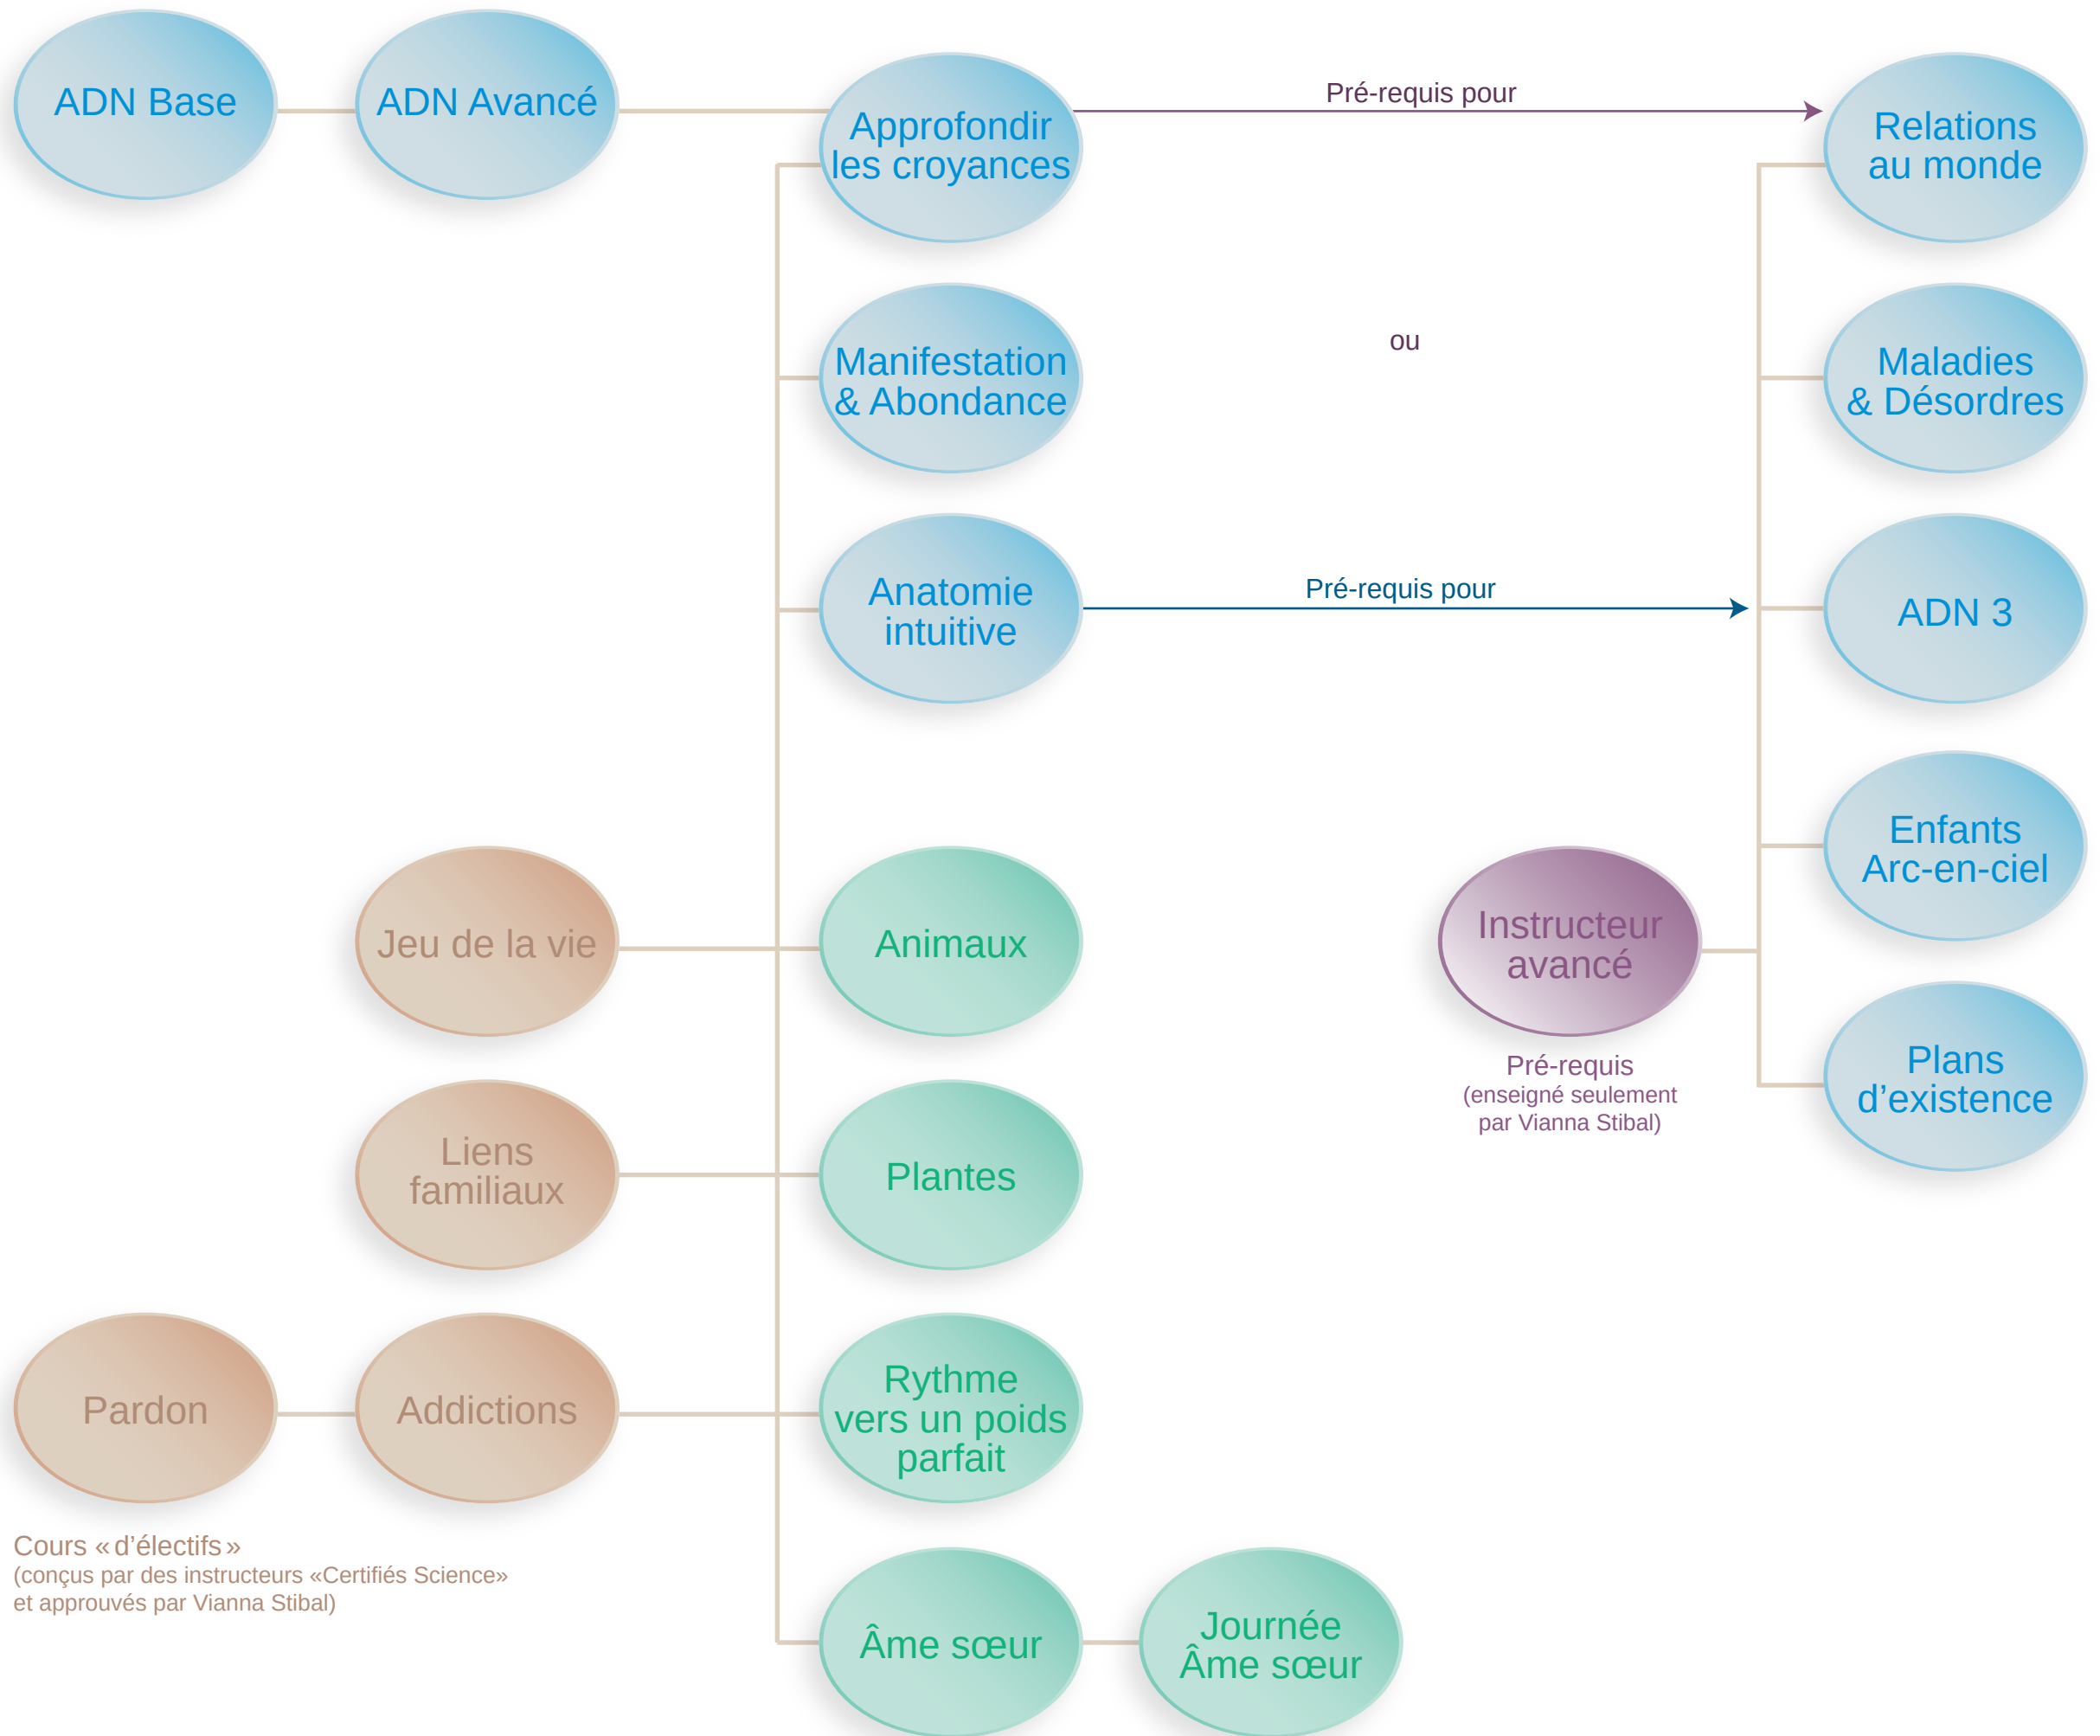 ADN Base
ADN Avancé
Approfondir
les croyances
Pré-requis pour
Relations
au monde
Manifestation
& Abondance
ou
Maladies
& Désordres
Anatomie
intuitive
Pré-requis pour
ADN 3
Enfants
Arc-en-ciel
Jeu de la vie
Animaux
Instructeur
avancé
Pré-requis
(enseigné seulement
par Vianna Stibal)
Plans
d’existence
Liens
familiaux
Plantes
Pardon
Addictions
Rythme
vers un poids
parfait
Cours « d’électifs »
(conçus par des instructeurs «Certifiés Science»
et approuvés par Vianna Stibal)
Âme sœur
Journée
Âme sœur